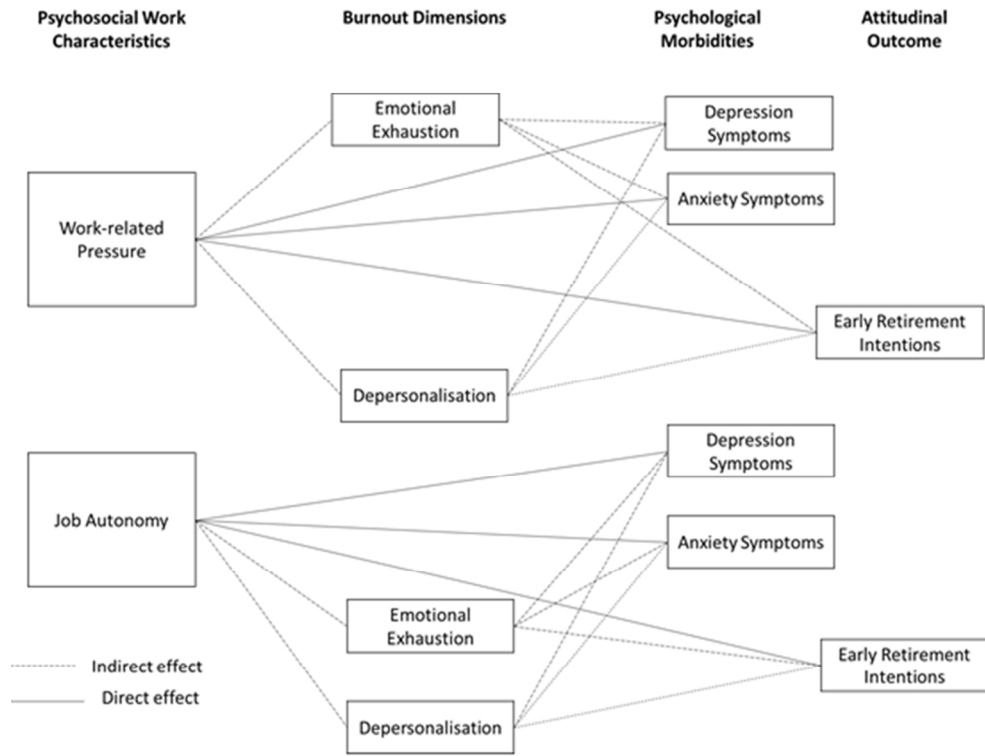 Psychosocial Work
Characteristics
Burnout Dimensions
Psychological
Morbidities
Attitudinal
Outcome
Emotional
Exhaustion
Depression
Symptoms
Anxiety Symptoms
Work-related
Pressure
Early Retirement
Intentions
Depersonalisation
Depression
Symptoms
Job Autonomy
Anxiety Symptoms
Emotional
Exhaustion
Early Retirement
Intentions
Depersonalisation
Indirect effect
Direct effect